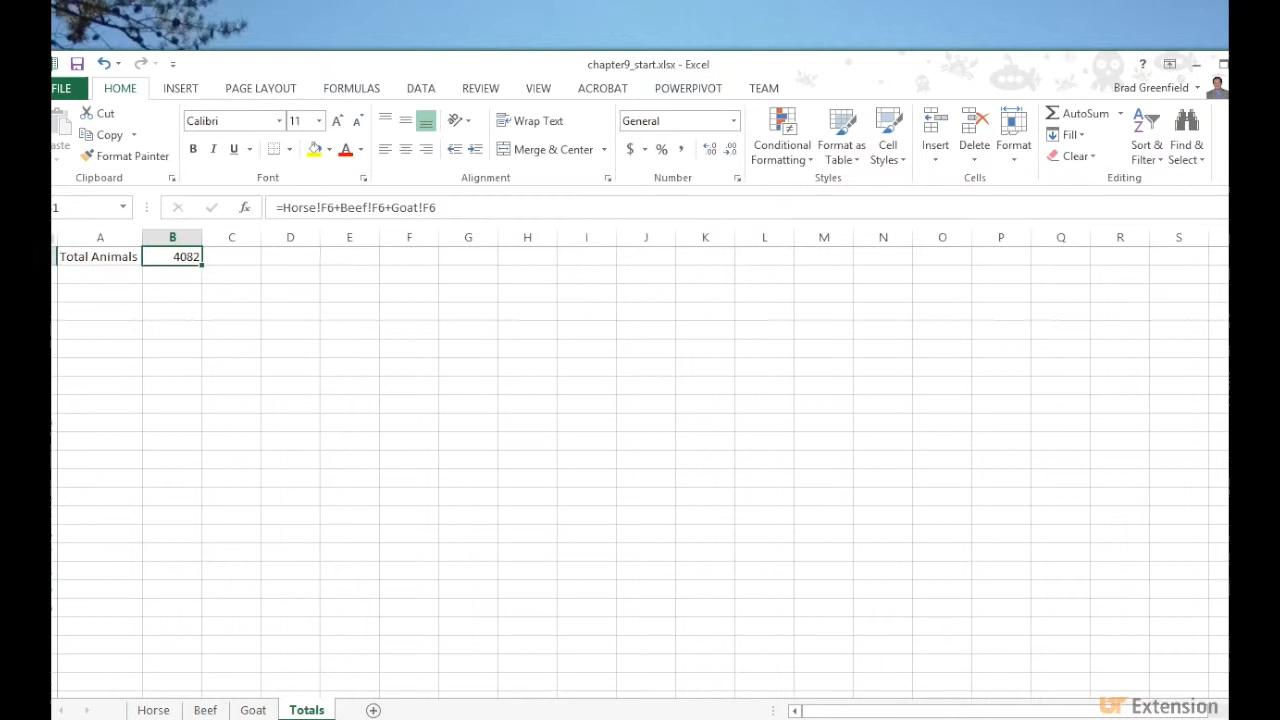 chapter9_start.xlsx - Excel
?
FILE HOME INSERT PAGE LAYOUT FORMULAS DATA REVIEW VIEW ACROBAT POWERPIVOT TEAM Brad Greenfield
Cut
Copy
Format Painter
Clipboard
Calibri 11
B I U
Font
Wrap Text
Merge & Center
Alignment
General
$ % ,
Number
Conditional Formatting
Format as Table
Cell Styles
Styles
Insert
Delete
Format
Cells
AutoSum
Fill
Clear
Sort & Filter
Find & Select
Editing
fx =Horse!F6+Beef!F6+Goat!F6
A B C D E F G H I J K L M N O P Q R S
Total Animals 4082
Horse Beef Goat Totals
UT Extension